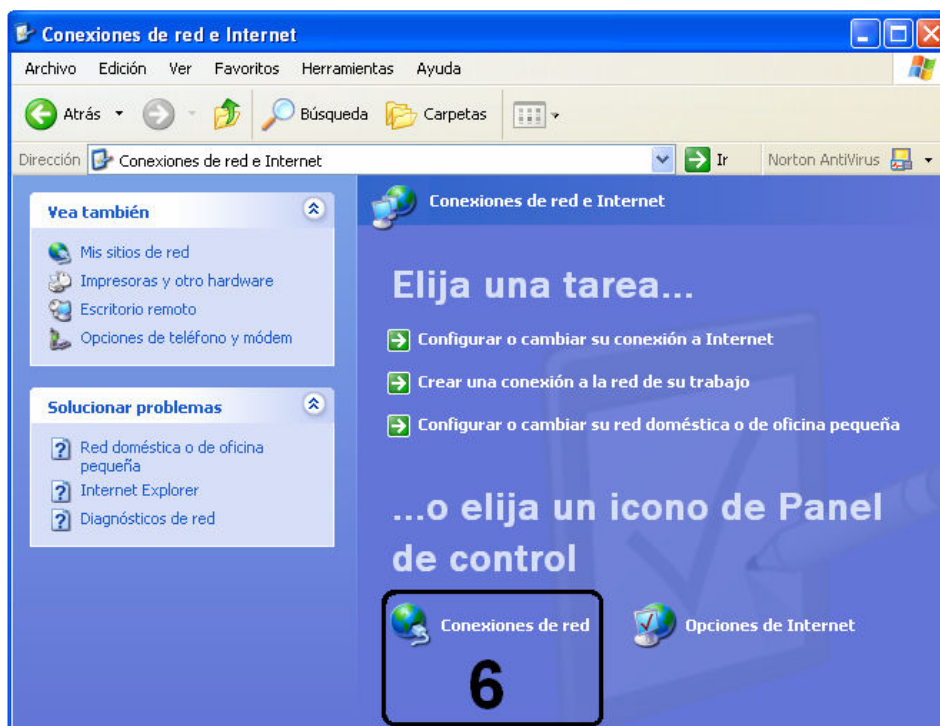 Conexiones de red e Internet
Archivo Edición Ver Favoritos Herramientas Ayuda
Atrás Búsqueda Carpetas
Dirección Conexiones de red e Internet Ir Norton AntiVirus
Vea también
Mis sitios de red
Impresoras y otro hardware
Escritorio remoto
Opciones de teléfono y módem
Solucionar problemas
Red doméstica o de oficina
pequeña
Internet Explorer
Diagnósticos de red
Conexiones de red e Internet
Elija una tarea...
Configurar o cambiar su conexión a Internet
Crear una conexión a la red de su trabajo
Configurar o cambiar su red doméstica o de oficina pequeña
...o elija un icono de Panel
de control
Conexiones de red
Opciones de Internet
6